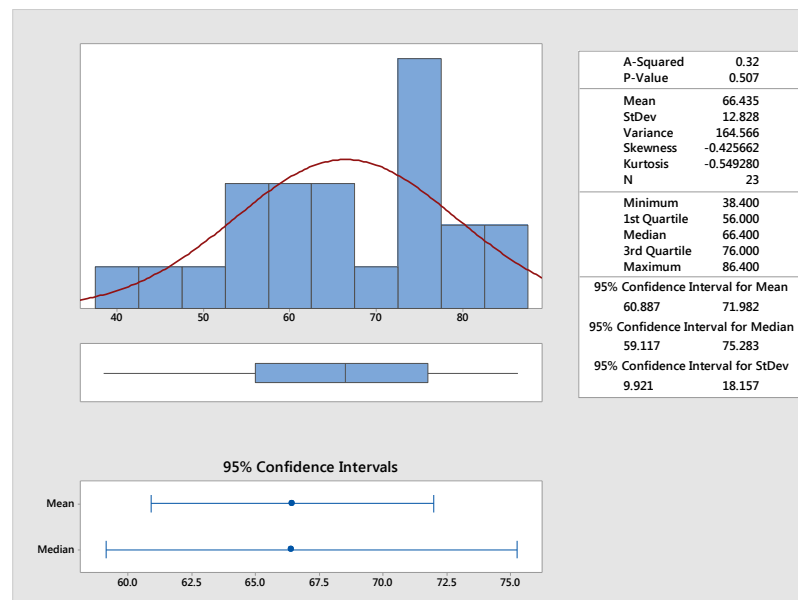 40 50 60 70 80
A-Squared 0.32
P-Value 0.507
Mean 66.435
StDev 12.828
Variance 164.566
Skewness -0.425662
Kurtosis -0.549280
N 23
Minimum 38.400
1st Quartile 56.000
Median 66.400
3rd Quartile 76.000
Maximum 86.400
95% Confidence Interval for Mean
60.887 71.982
95% Confidence Interval for Median
59.117 75.283
95% Confidence Interval for StDev
9.921 18.157
95% Confidence Intervals
Mean
Median
60.0 62.5 65.0 67.5 70.0 72.5 75.0